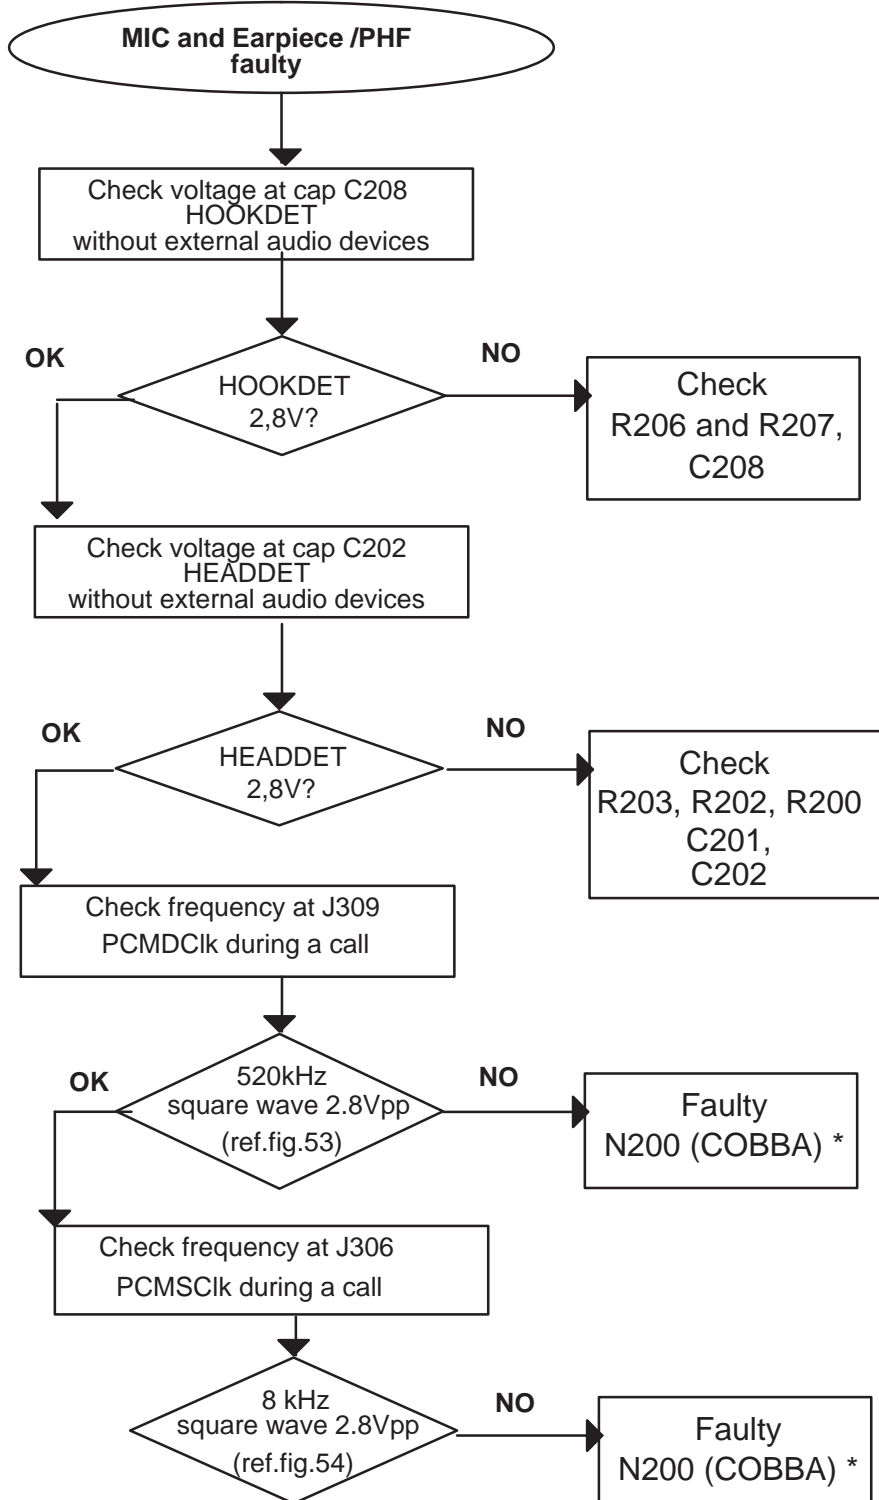 MIC and Earpiece /PHF
faulty
Check voltage at cap C208
HOOKDET
without external audio devices
OK
NO
HOOKDET
2,8V?
Check
R206 and R207,
C208
Check voltage at cap C202
HEADDET
without external audio devices
OK
NO
HEADDET
2,8V?
Check
R203, R202, R200
C201,
C202
Check frequency at J309
PCMDClk during a call
OK
NO
520kHz
square wave 2.8Vpp
(ref.fig.53)
Faulty
N200 (COBBA) *
Check frequency at J306
PCMSClk during a call
NO
8 kHz
square wave 2.8Vpp
(ref.fig.54)
Faulty
N200 (COBBA) *